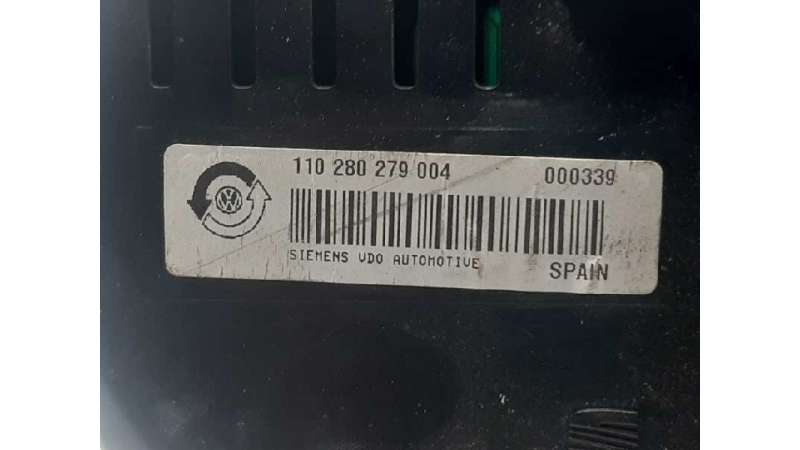 110 280 279 004 000339
SIEMENS VDO AUTOMOTIVE SPAIN